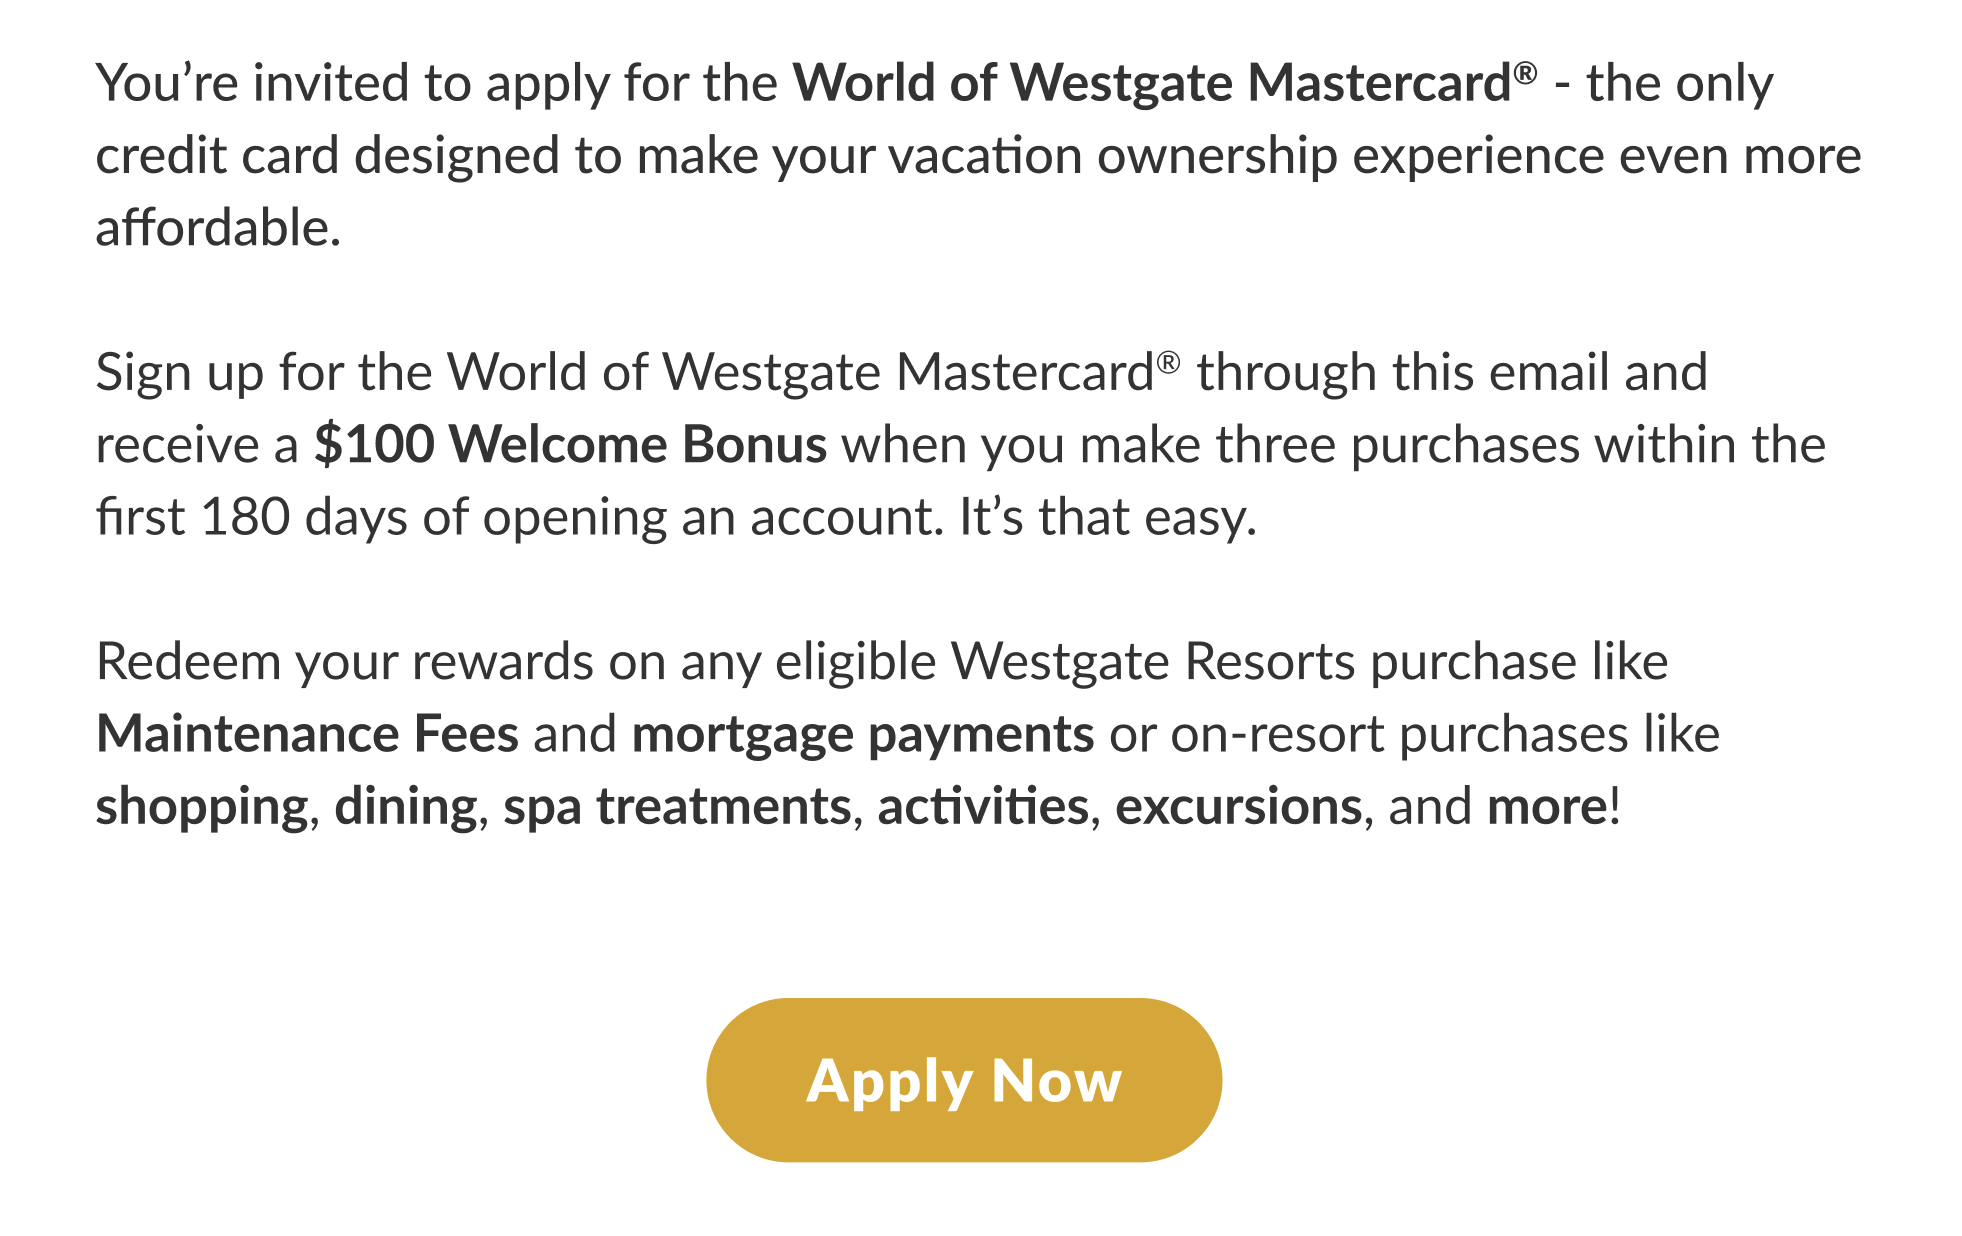 You’re invited to apply for the World of Westgate Mastercard® - the only
credit card designed to make your vacation ownership experience even more
affordable.
Sign up for the World of Westgate Mastercard® through this email and
receive a $100 Welcome Bonus when you make three purchases within the
first 180 days of opening an account. It’s that easy.
Redeem your rewards on any eligible Westgate Resorts purchase like
Maintenance Fees and mortgage payments or on-resort purchases like
shopping, dining, spa treatments, activities, excursions, and more!
Apply Now